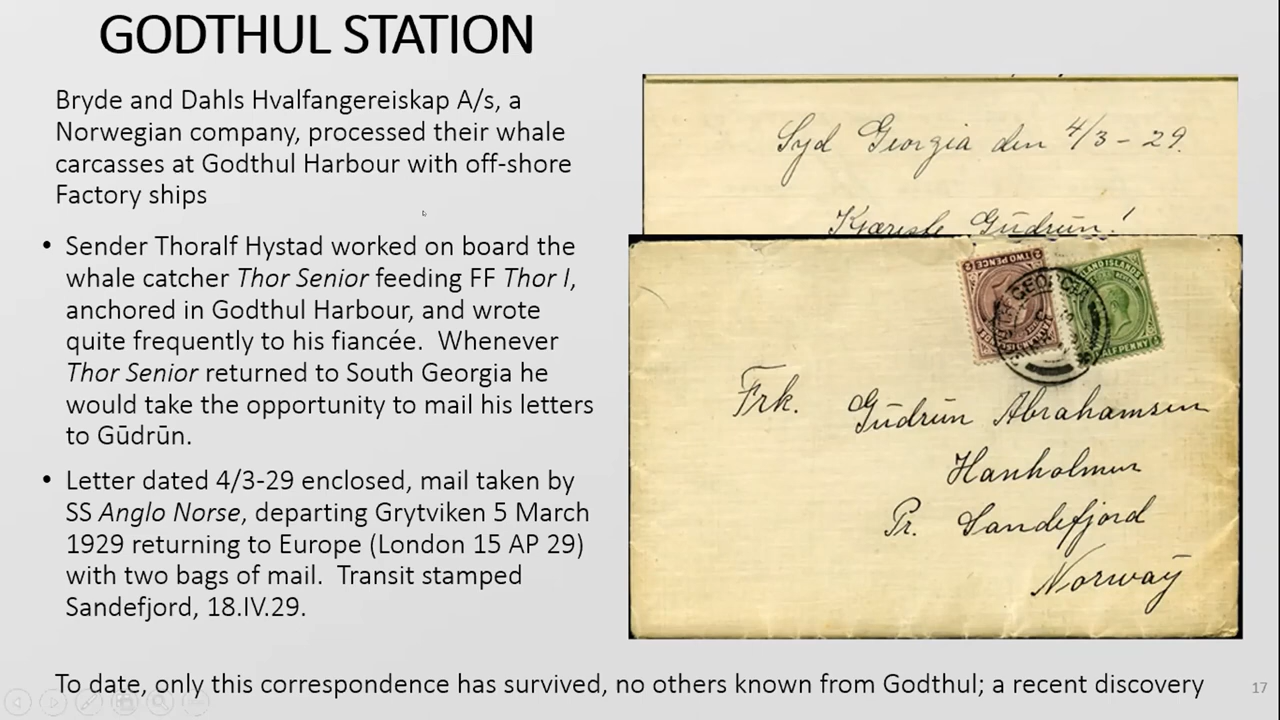 GODTHUL STATION
Bryde and Dahls Hvalfangereiskap A/s, a
Norwegian company, processed their whale
carcasses at Godthul Harbour with off-shore
Factory ships
• Sender Thoralf Hystad worked on board the
whale catcher Thor Senior feeding FF Thor I,
anchored in Godthul Harbour, and wrote
quite frequently to his fiancée. Whenever
Thor Senior returned to South Georgia he
would take the opportunity to mail his letters
to Gūdrūn.
• Letter dated 4/3-29 enclosed, mail taken by
SS Anglo Norse, departing Grytviken 5 March
1929 returning to Europe (London 15 AP 29)
with two bags of mail. Transit stamped
Sandefjord, 18.IV.29.
Syd Georgia den 4/3 - 29.
Kjæreste Gūdrūn!
TWO PENCE
GEORGIA
HALFPENNY
Frk. Gūdrūn Abrahamsen
Hanholmen
Pr. Sandefjord
Norway
To date, only this correspondence has survived, no others known from Godthul; a recent discovery
17